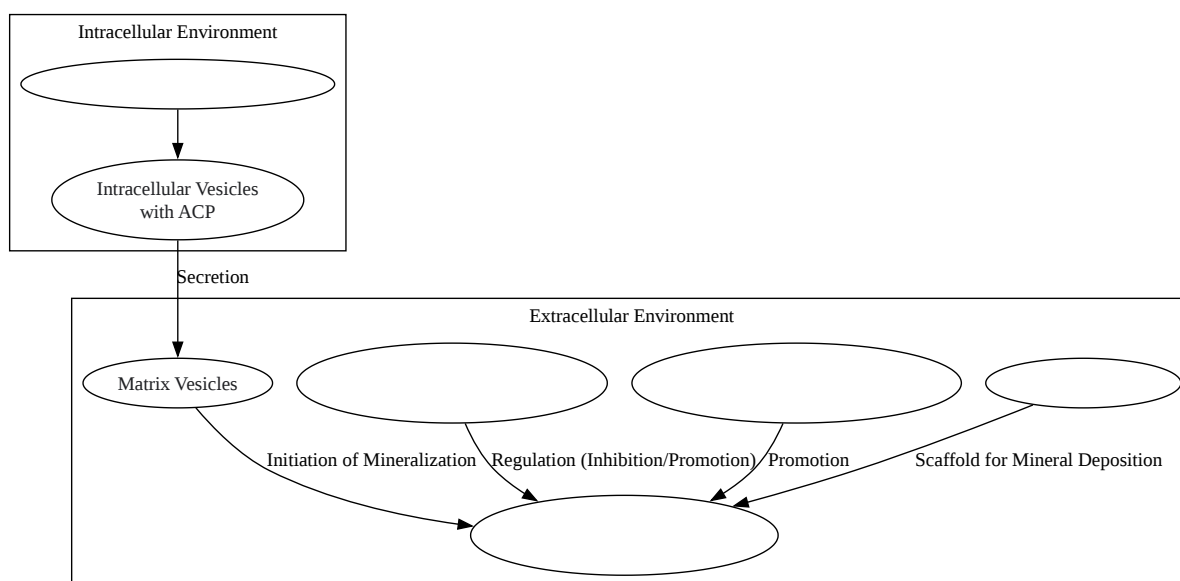 Intracellular Environment
Intracellular Vesicles
with ACP
Secretion
Extracellular Environment
Matrix Vesicles
Initiation of Mineralization
Regulation (Inhibition/Promotion)
Promotion
Scaffold for Mineral Deposition